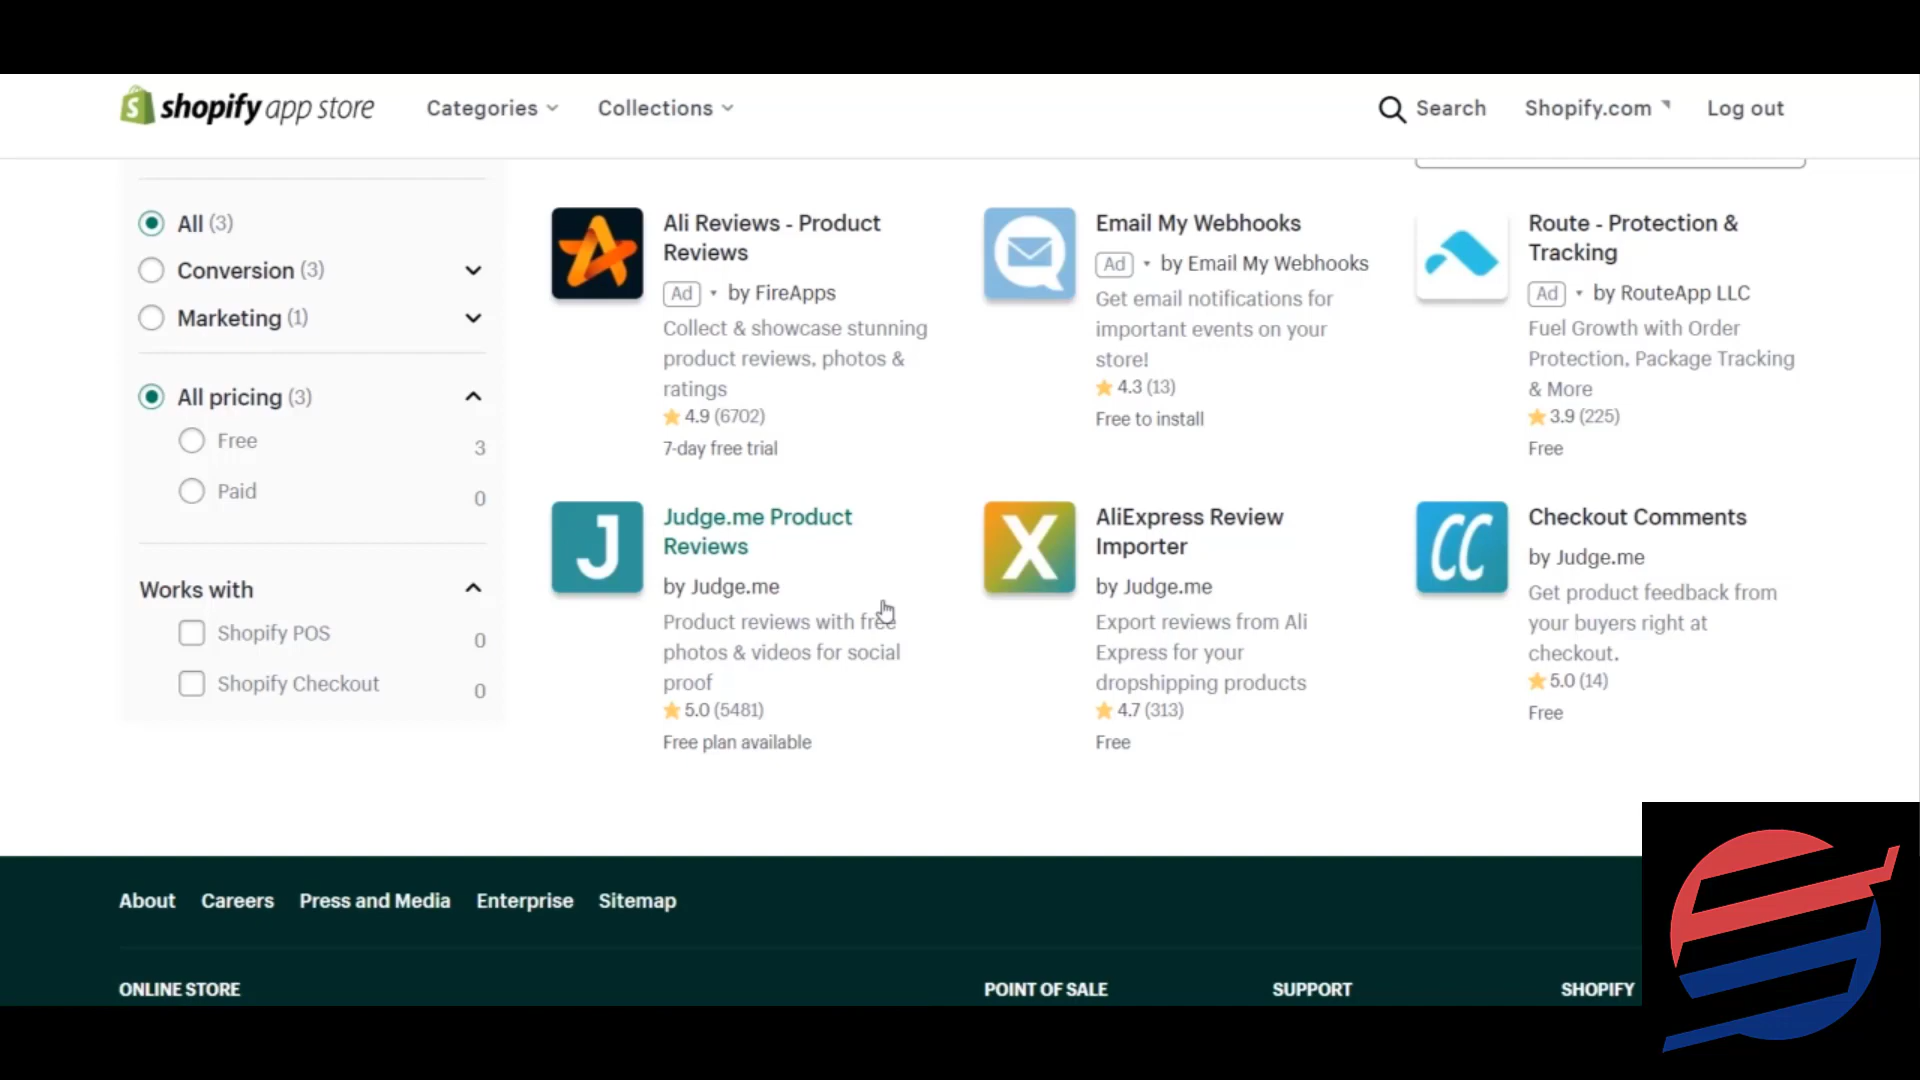 shopify app store
Categories
Collections
Search
Shopify.com
Log out
All (3)
Conversion (3)
Marketing (1)
All pricing (3)
Free
3
Paid
0
Works with
Shopify POS
0
Shopify Checkout
0
Ali Reviews - Product
Reviews
Ad • by FireApps
Collect & showcase stunning
product reviews, photos &
ratings
4.9 (6702)
7-day free trial
Email My Webhooks
Ad • by Email My Webhooks
Get email notifications for
important events on your
store!
4.3 (13)
Free to install
Route - Protection &
Tracking
Ad • by RouteApp LLC
Fuel Growth with Order
Protection, Package Tracking
& More
3.9 (225)
Free
J
Judge.me Product
Reviews
by Judge.me
Product reviews with free
photos & videos for social
proof
5.0 (5481)
Free plan available
X
AliExpress Review
Importer
by Judge.me
Export reviews from Ali
Express for your
dropshipping products
4.7 (313)
Free
CC
Checkout Comments
by Judge.me
Get product feedback from
your buyers right at
checkout.
5.0 (14)
Free
About
Careers
Press and Media
Enterprise
Sitemap
ONLINE STORE
POINT OF SALE
SUPPORT
SHOPIFY